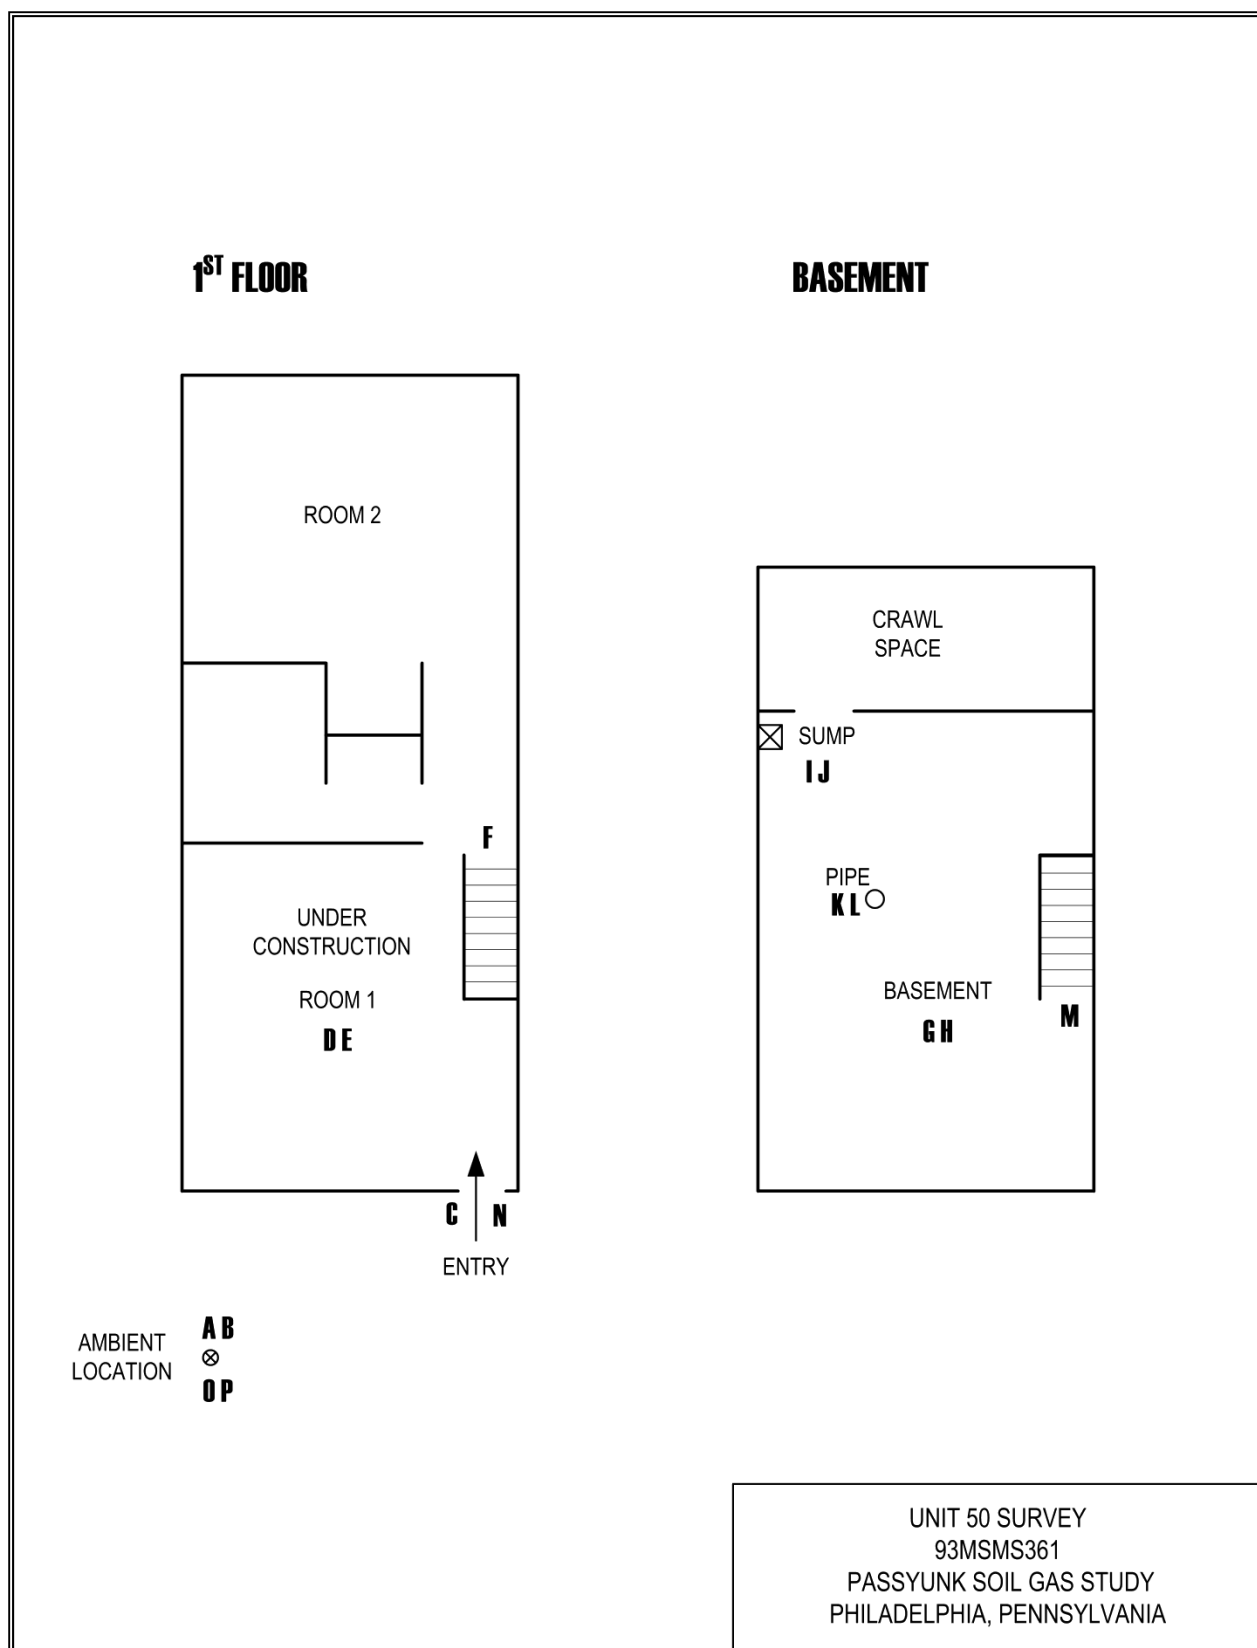 1ST FLOOR
BASEMENT
ROOM 2
F
UNDER
CONSTRUCTION
ROOM 1
D E
C N
ENTRY
AMBIENT
LOCATION
A B
O P
CRAWL
SPACE
SUMP
I J
PIPE
K L
BASEMENT
G H
M
UNIT 50 SURVEY
93MSMS361
PASSYUNK SOIL GAS STUDY
PHILADELPHIA, PENNSYLVANIA